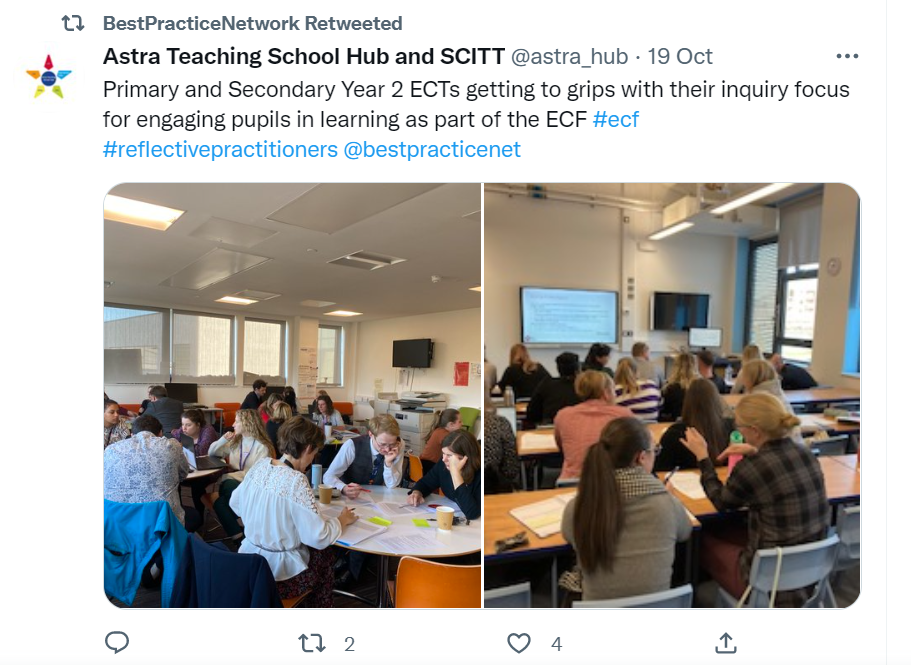 BestPracticeNetwork Retweeted
Astra Teaching School Hub and SCITT @astra_hub · 19 Oct
Primary and Secondary Year 2 ECTs getting to grips with their inquiry focus
for engaging pupils in learning as part of the ECF #ecf
#reflectivepractitioners @bestpracticenet
2 4